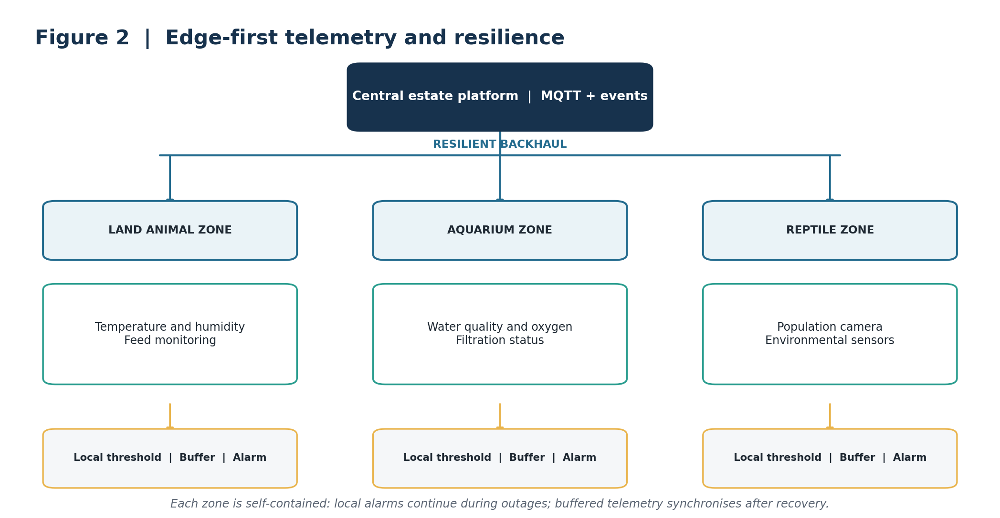 Figure 2 | Edge-first telemetry and resilience
Central estate platform | MQTT + events
RESILIENT BACKHAUL
LAND ANIMAL ZONE
AQUARIUM ZONE
REPTILE ZONE
Temperature and humidity
Feed monitoring
Water quality and oxygen
Filtration status
Population camera
Environmental sensors
Local threshold | Buffer | Alarm
Local threshold | Buffer | Alarm
Local threshold | Buffer | Alarm
Each zone is self-contained: local alarms continue during outages; buffered telemetry synchronises after recovery.